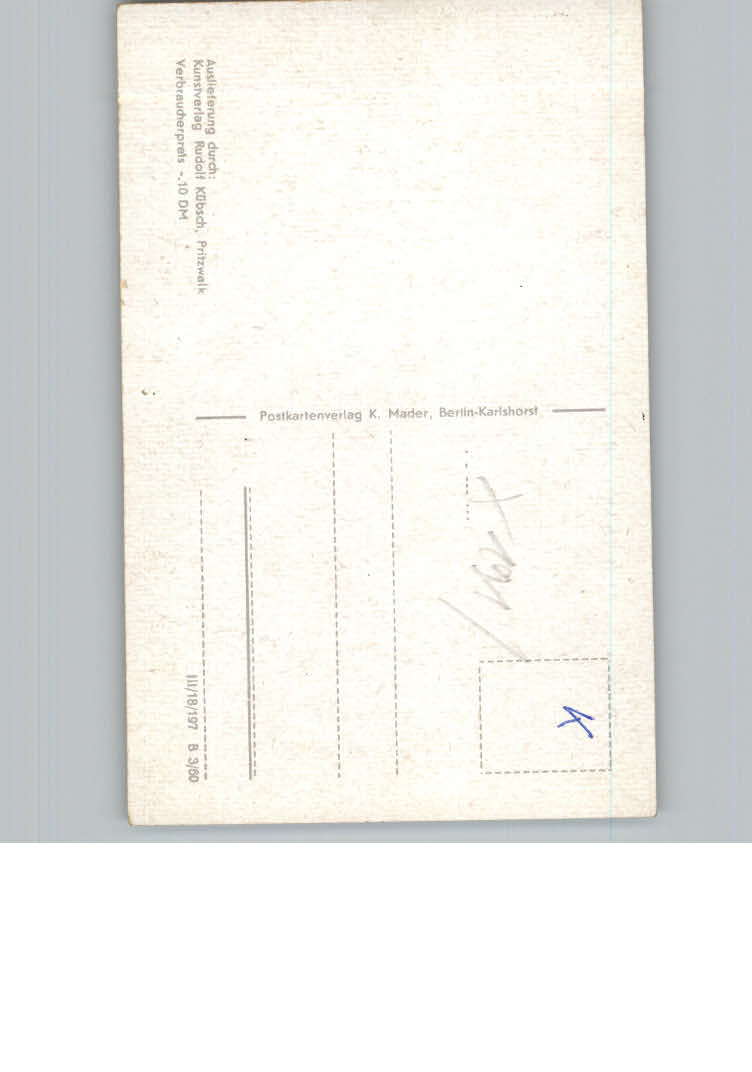 Auslieferung durch:
Kunstverlag Rudolf Kübsch, Pritzwalk
Verbraucherpreis -.10 DM
Postkartenverlag K. Mader, Berlin-Karlshorst
III/18/197 B 3/60